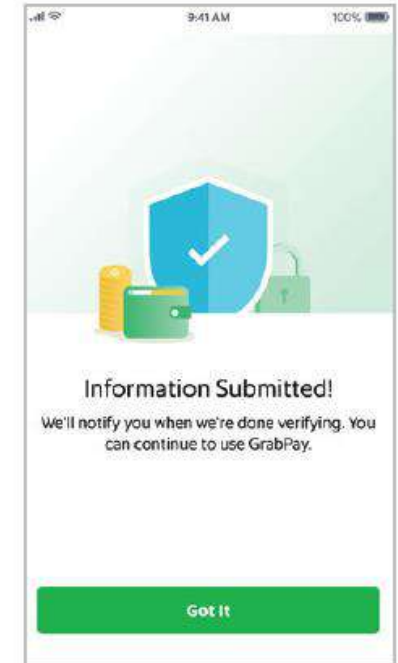 9:41 AM 100%
Information Submitted!
We'll notify you when we're done verifying. You
can continue to use GrabPay.
Got It